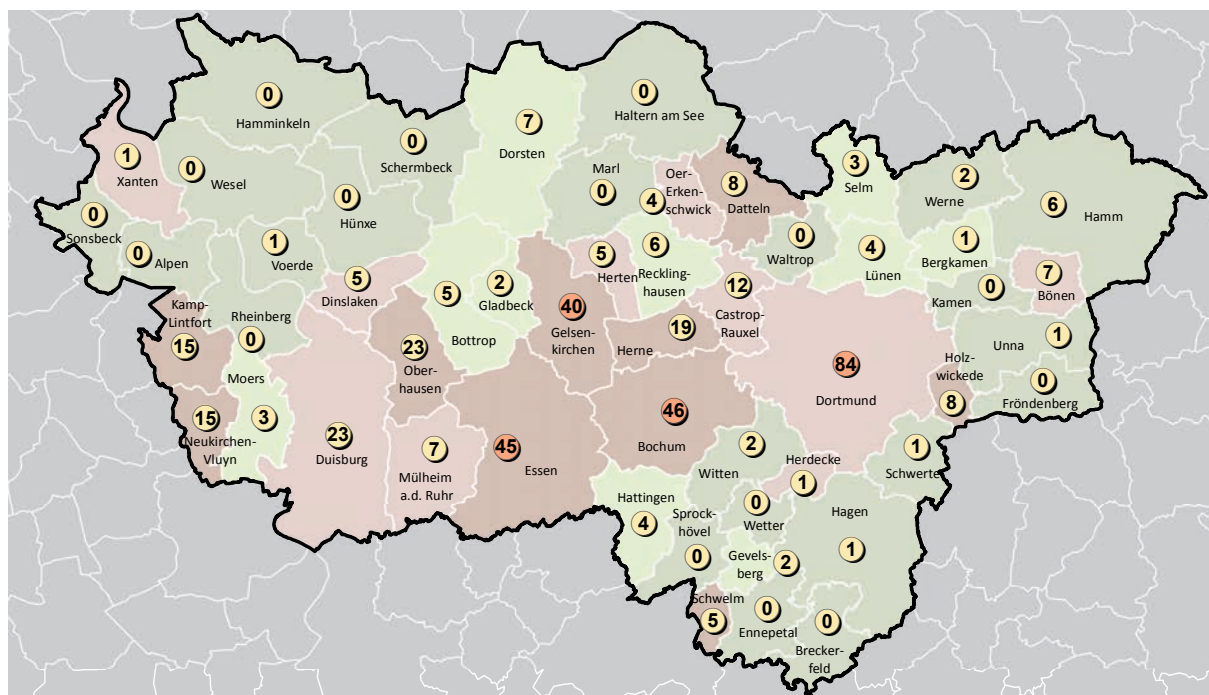 0
Hamminkeln
0
Haltern am See
7
Dorsten
0
Schermbeck
1
Xanten
0
Wesel
0
Hünxe
Marl
0
4
Oer-
Erken-
schwick
8
Datteln
3
Selm
2
Werne
6
Hamm
0
Sonsbeck
0
Alpen
1
Voerde
5
Dinslaken
5
Bottrop
2
Gladbeck
5
Herten
6
Reckling-
hausen
0
Waltrop
4
Lünen
1
Bergkamen
7
Bönen
0
Kamen
Kamp-
Lintfort
15
Rheinberg
0
40
Gelsen-
kirchen
12
Castrop-
Rauxel
19
Herne
23
Ober-
hausen
84
Dortmund
Holz-
wickede
8
Unna
1
0
Fröndenberg
Moers
3
15
Neukirchen-
Vluyn
23
Duisburg
7
Mülheim
a.d. Ruhr
45
Essen
46
Bochum
2
Witten
Herdecke
1
1
Schwerte
Hattingen
4
Sprock-
hövel
0
0
Wetter
Hagen
1
Gevels-
berg
2
Schwelm
5
0
Ennepetal
0
Brecker-
feld